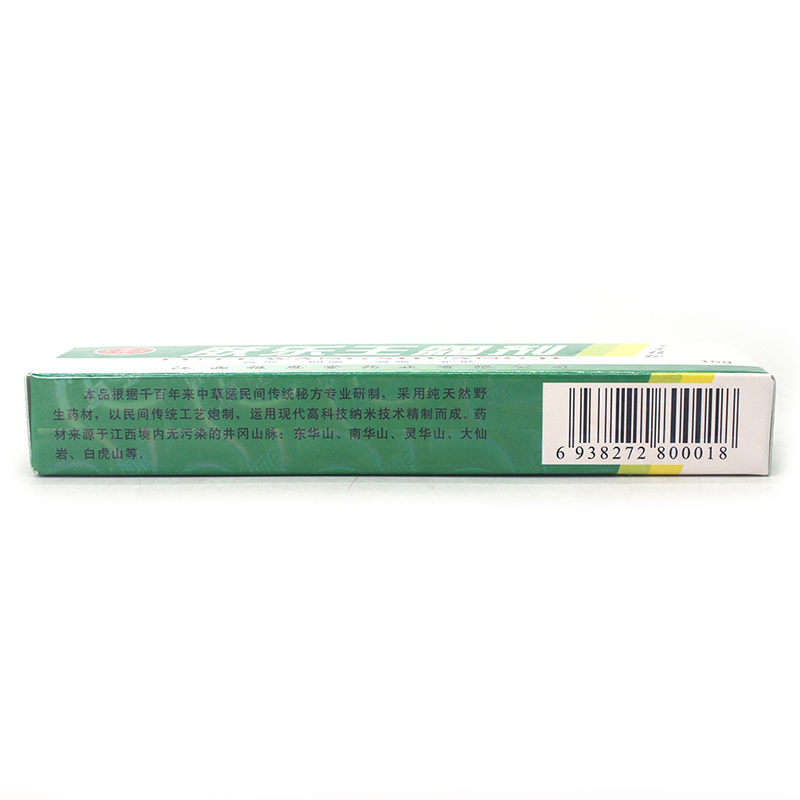 15g
本品根据千百年来中草医民间传统秘方专业研制，采用纯天然野
生药材，以民间传统工艺炮制，运用现代高科技纳米技术精制而成。药
材来源于江西境内无污染的井冈山脉：东华山、南华山、灵华山、大仙
岩、白虎山等。
6 938272 800018